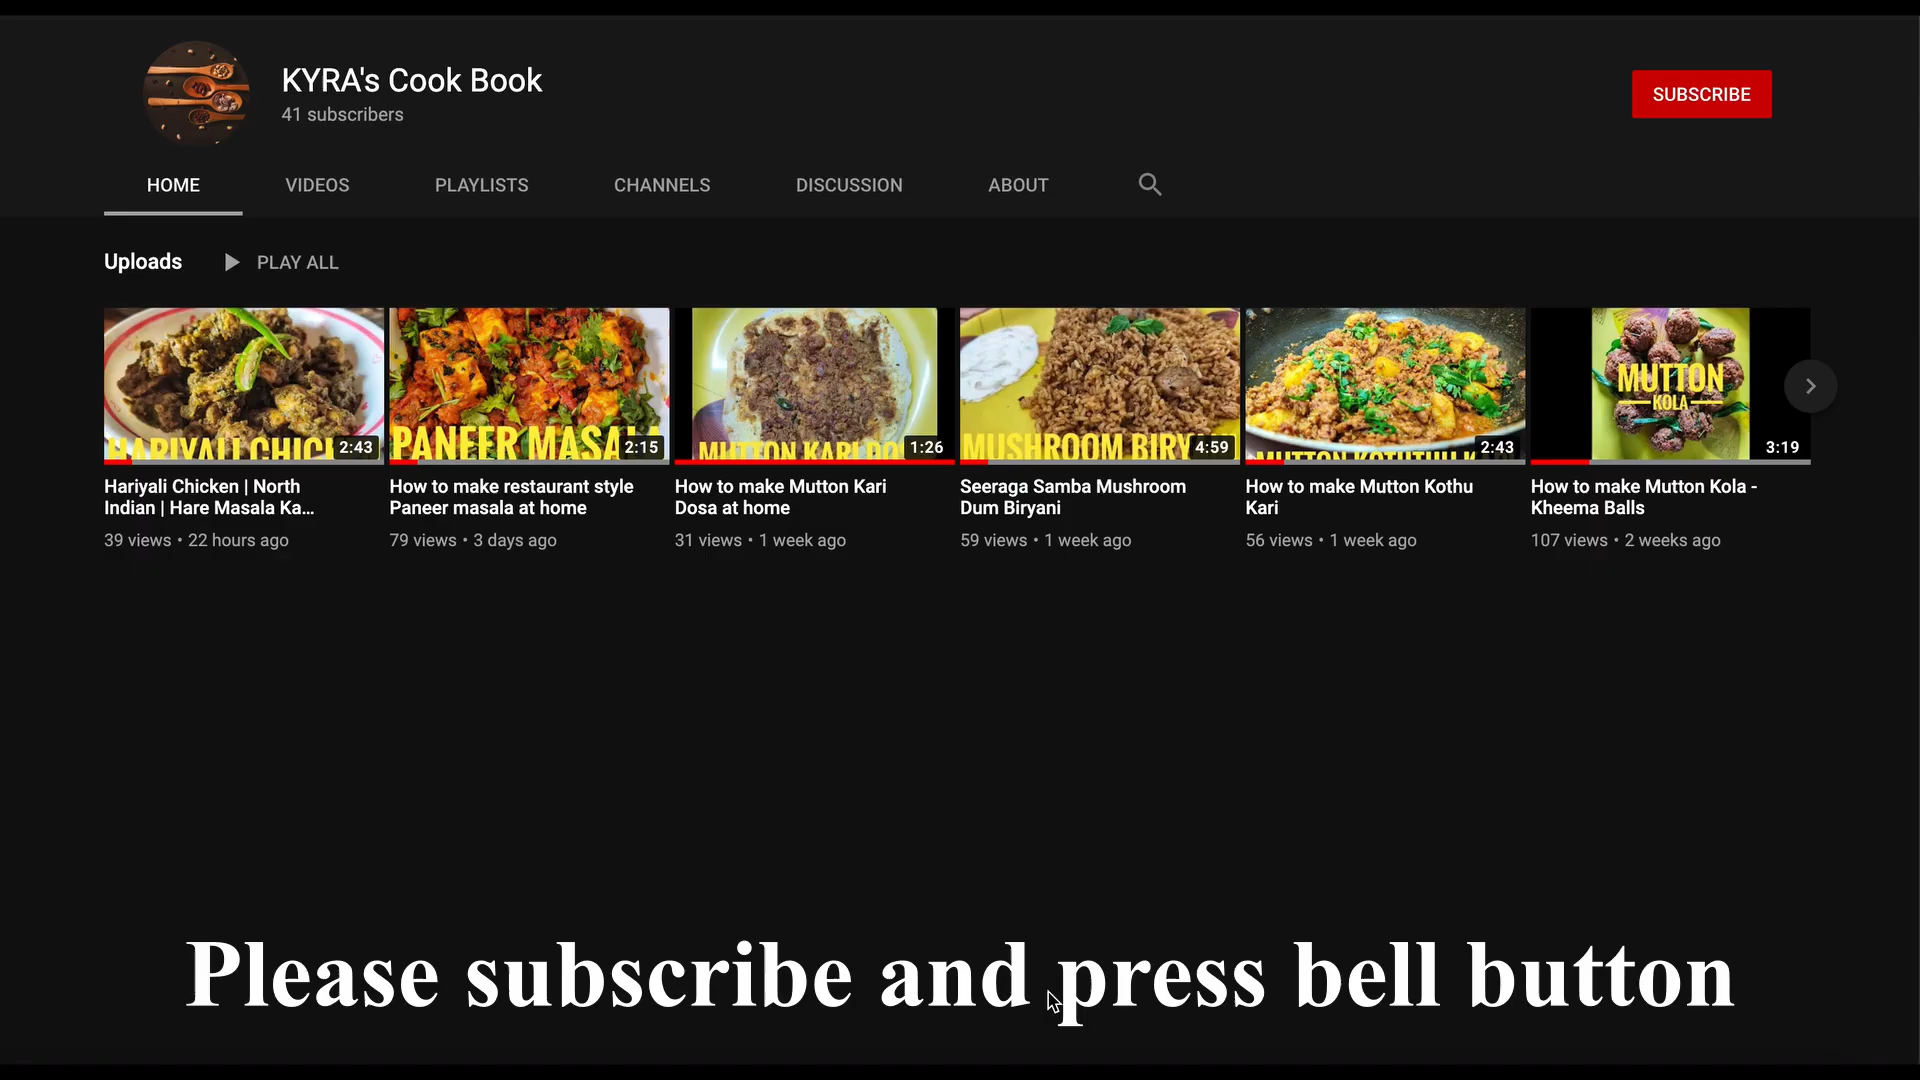 KYRA's Cook Book
41 subscribers
SUBSCRIBE
HOME VIDEOS PLAYLISTS CHANNELS DISCUSSION ABOUT
Uploads PLAY ALL
2:43
PANEER MASALA
2:15
1:26
MUSHROOM BIRY
4:59
2:43
MUTTON
KOLA
3:19
Hariyali Chicken | North
Indian | Hare Masala Ka...
39 views • 22 hours ago
How to make restaurant style
Paneer masala at home
79 views • 3 days ago
How to make Mutton Kari
Dosa at home
31 views • 1 week ago
Seeraga Samba Mushroom
Dum Biryani
59 views • 1 week ago
How to make Mutton Kothu
Kari
56 views • 1 week ago
How to make Mutton Kola -
Kheema Balls
107 views • 2 weeks ago
Please subscribe and press bell button